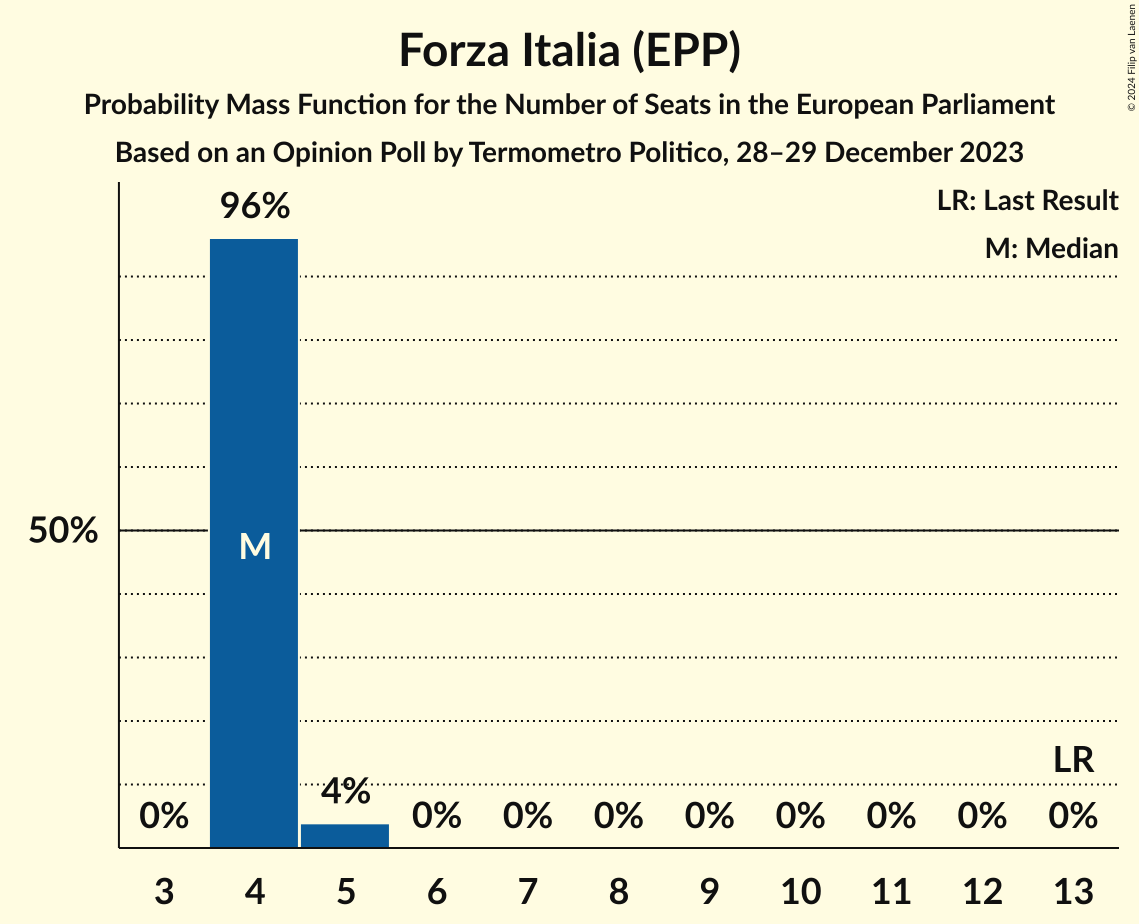 Forza Italia (EPP)
Probability Mass Function for the Number of Seats in the European Parliament
Based on an Opinion Poll by Termometro Politico, 28–29 December 2023
© 2024 Filip van Laenen
LR: Last Result
M: Median
96%
50%
M
LR
0%
4%
0%
0%
0%
0%
0%
0%
0%
0%
3
4
5
6
7
8
9
10
11
12
13